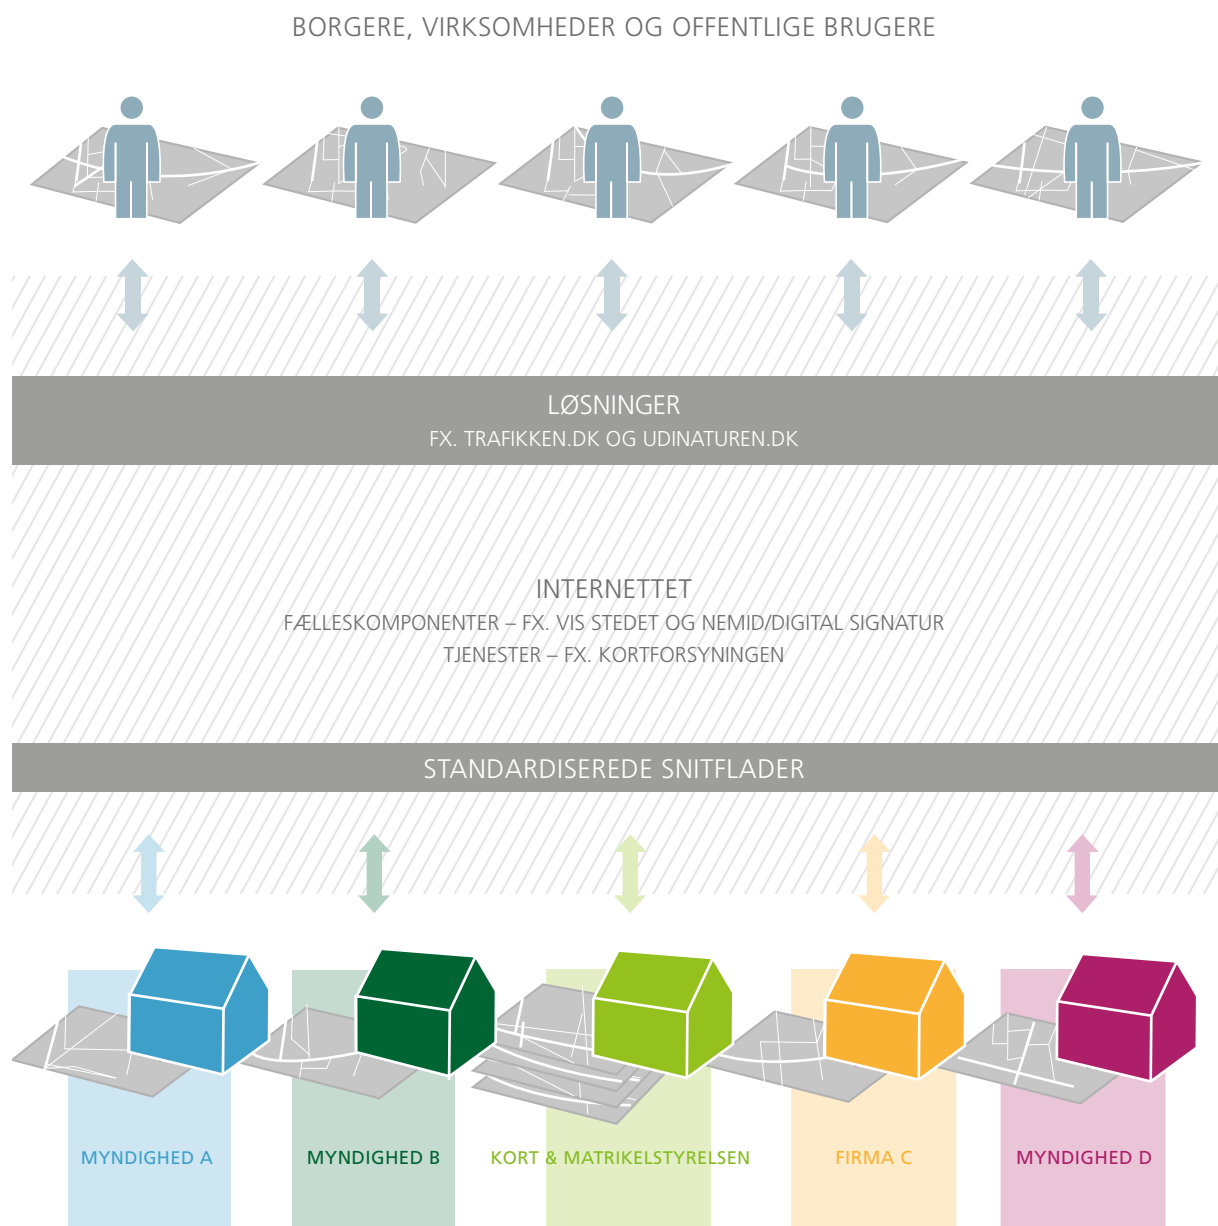 BORGERE, VIRKSOMHEDER OG OFFENTLIGE BRUGERE
LØSNINGER
FX. TRAFIKKEN.DK OG UDINATUREN.DK
INTERNETTET
FÆLLESKOMPONENTER – FX. VIS STEDET OG NEMID/DIGITAL SIGNATUR
TJENESTER – FX. KORTFORSYNINGEN
STANDARDISEREDE SNITFLADER
MYNDIGHED A
MYNDIGHED B
KORT & MATRIKELSTYRELSEN
FIRMA C
MYNDIGHED D